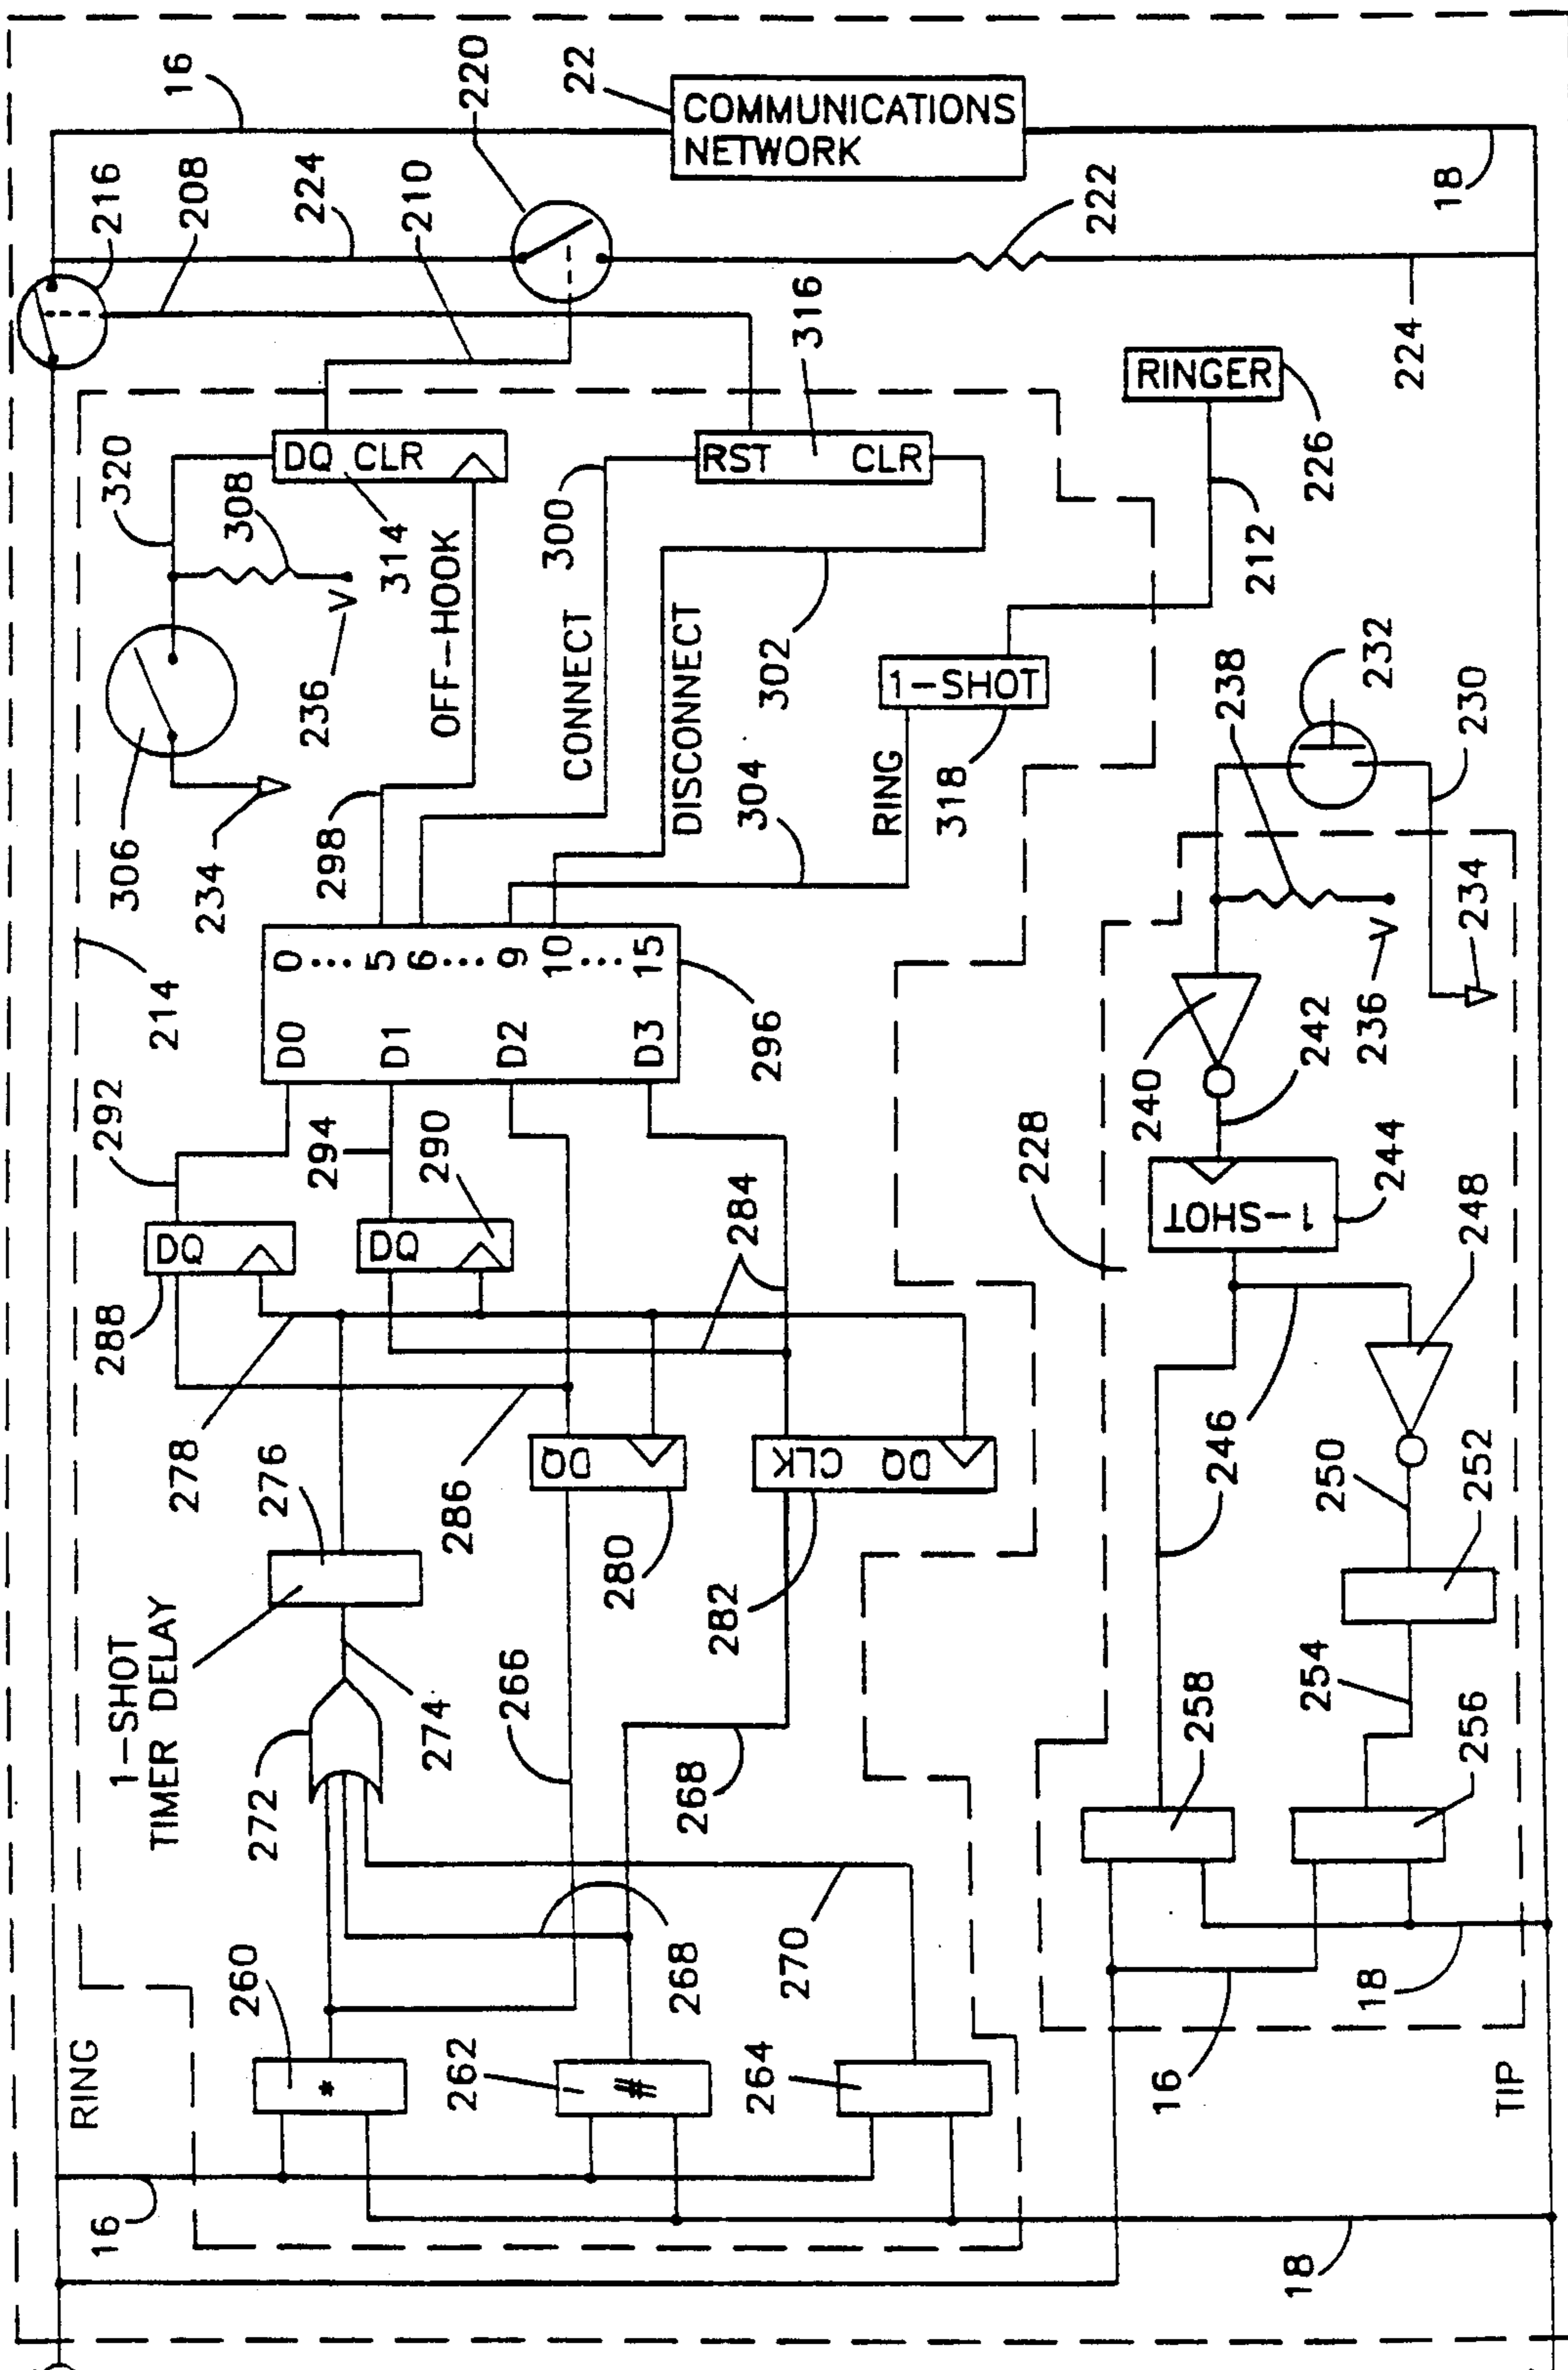 16
220
22
COMMUNICATIONS
NETWORK
216
208
224
210
222
18
316
RINGER
224
226
320
308
DQ CLR
314
300
RST CLR
212
OFF-HOOK
CONNECT
DISCONNECT
302
1-SHOT
V
236
306
234
298
304
RING
318
238
232
230
214
0 ... 5 6 ... 9 10 ... 15
D0 D1 D2 D3
296
240
242
V
236
234
292
294
290
284
228
1-SHOT
244
248
DQ
DQ
288
278
276
286
DQ
280
CLK DQ
282
246
250
252
1-SHOT
TIMER DELAY
272
274
266
268
258
254
256
260
268
270
RING
*
262
#
264
16
18
TIP
16
18